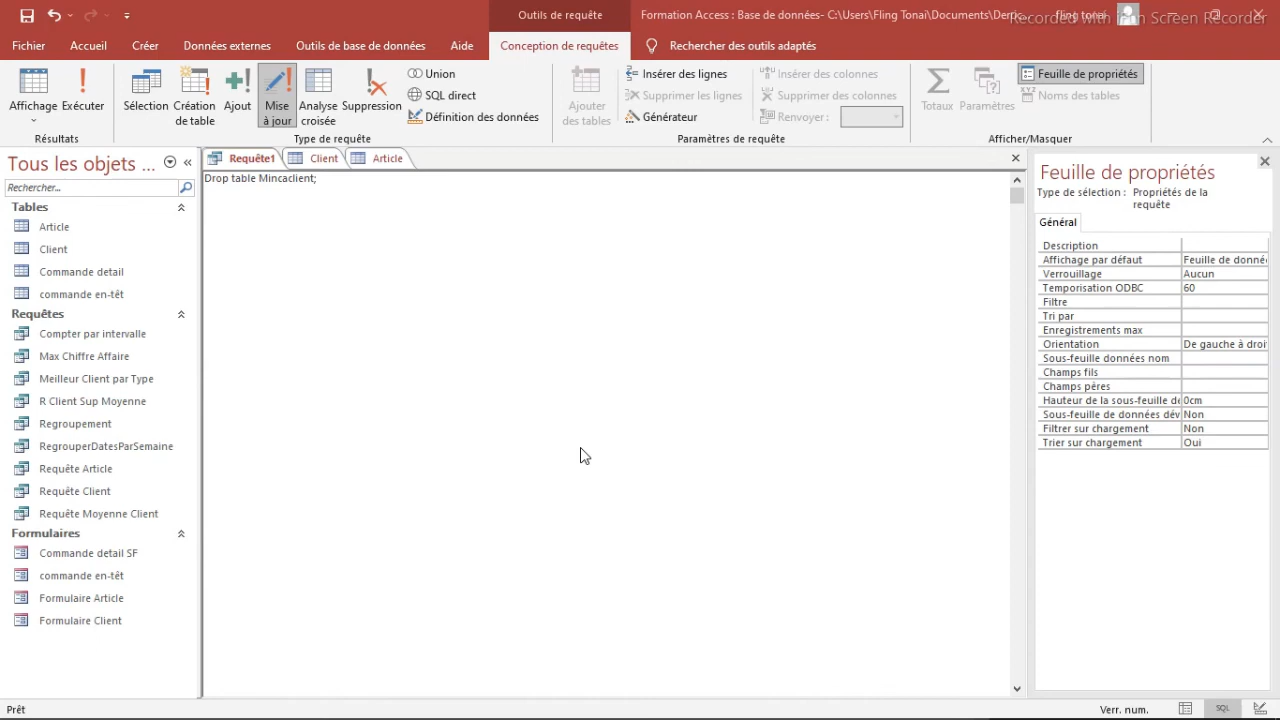 Outils de requête
Formation Access : Base de données- C:\Users\Fling Tonai\Documents\Derpic...
fling tonai
Recorded with iTop Screen Recorder
Fichier
Accueil
Créer
Données externes
Outils de base de données
Aide
Conception de requêtes
Rechercher des outils adaptés
Affichage
Exécuter
Résultats
Sélection
Création
de table
Ajout
Mise
à jour
Analyse
croisée
Suppression
Union
SQL direct
Définition des données
Type de requête
Ajouter
des tables
Insérer des lignes
Supprimer les lignes
Générateur
Insérer des colonnes
Supprimer des colonnes
Renvoyer :
Paramètres de requête
Totaux
Paramètres
Feuille de propriétés
Noms des tables
Afficher/Masquer
Tous les objets ...
Rechercher...
Tables
Article
Client
Commande detail
commande en-têt
Requêtes
Compter par intervalle
Max Chiffre Affaire
Meilleur Client par Type
R Client Sup Moyenne
Regroupement
RegrouperDatesParSemaine
Requête Article
Requête Client
Requête Moyenne Client
Formulaires
Commande detail SF
commande en-têt
Formulaire Article
Formulaire Client
Requête1
Client
Article
Drop table Mincaclient;
Feuille de propriétés
Type de sélection : Propriétés de la
requête
Général
Description
Affichage par défaut Feuille de donné
Verrouillage Aucun
Temporisation ODBC 60
Filtre
Tri par
Enregistrements max
Orientation De gauche à droi
Sous-feuille données nom
Champs fils
Champs pères
Hauteur de la sous-feuille de 0cm
Sous-feuille de données dév Non
Filtrer sur chargement Non
Trier sur chargement Oui
Prêt
Verr. num.
SQL